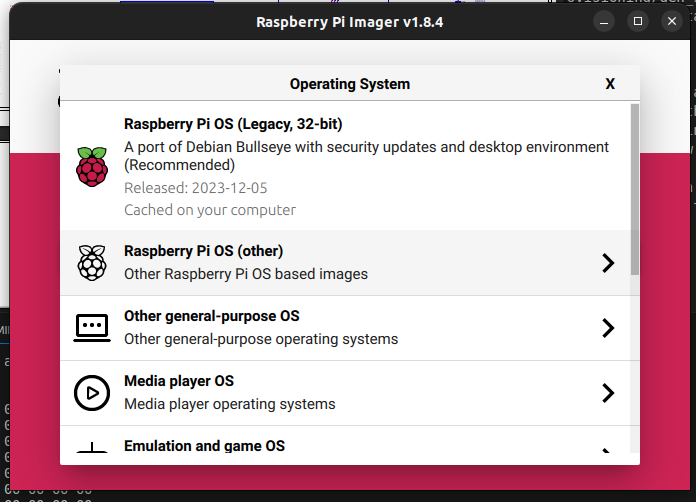 Raspberry Pi Imager v1.8.4
Operating System
X
Raspberry Pi OS (Legacy, 32-bit)
A port of Debian Bullseye with security updates and desktop environment
(Recommended)
Released: 2023-12-05
Cached on your computer
Raspberry Pi OS (other)
Other Raspberry Pi OS based images
Other general-purpose OS
Other general-purpose operating systems
Media player OS
Media player operating systems
Emulation and game OS